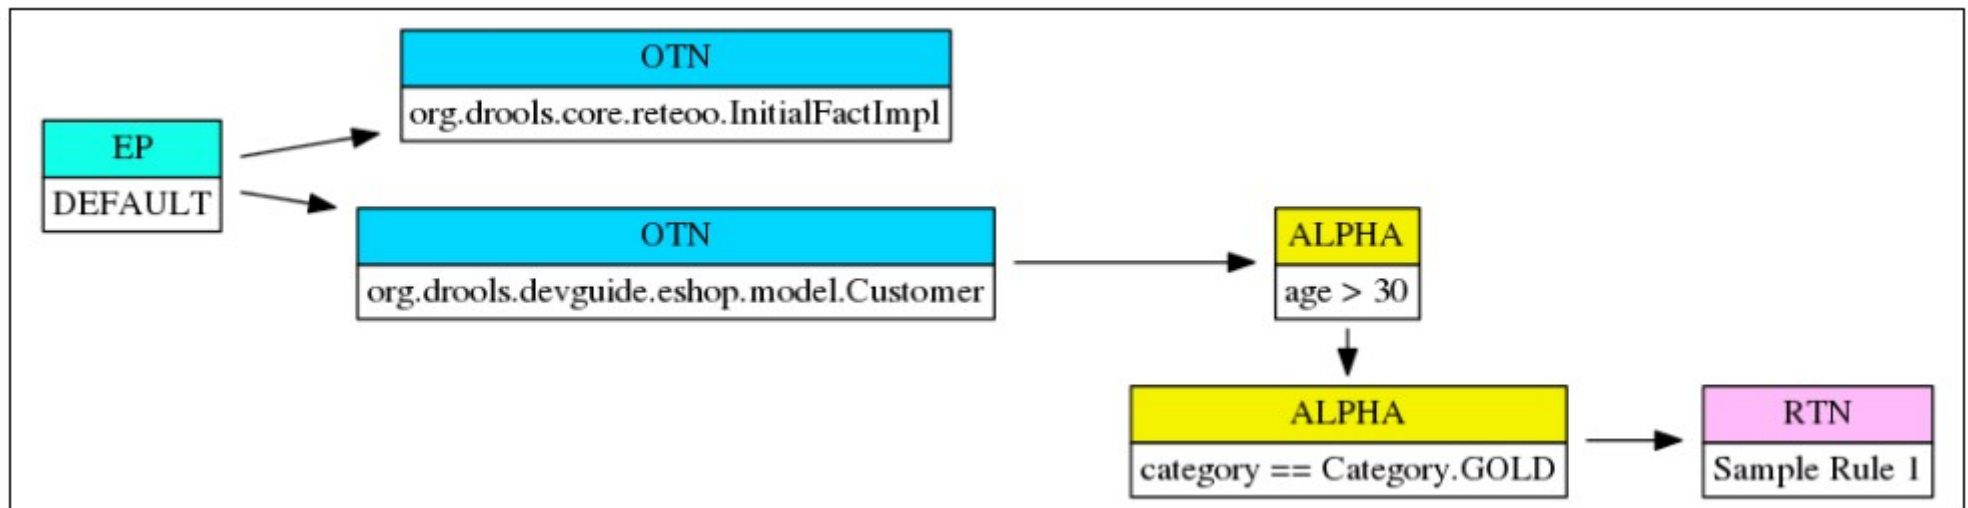 OTN
org.drools.core.reteoo.InitialFactImpl
EP
DEFAULT
OTN
org.drools.devguide.eshop.model.Customer
ALPHA
age > 30
ALPHA
category == Category.GOLD
RTN
Sample Rule 1